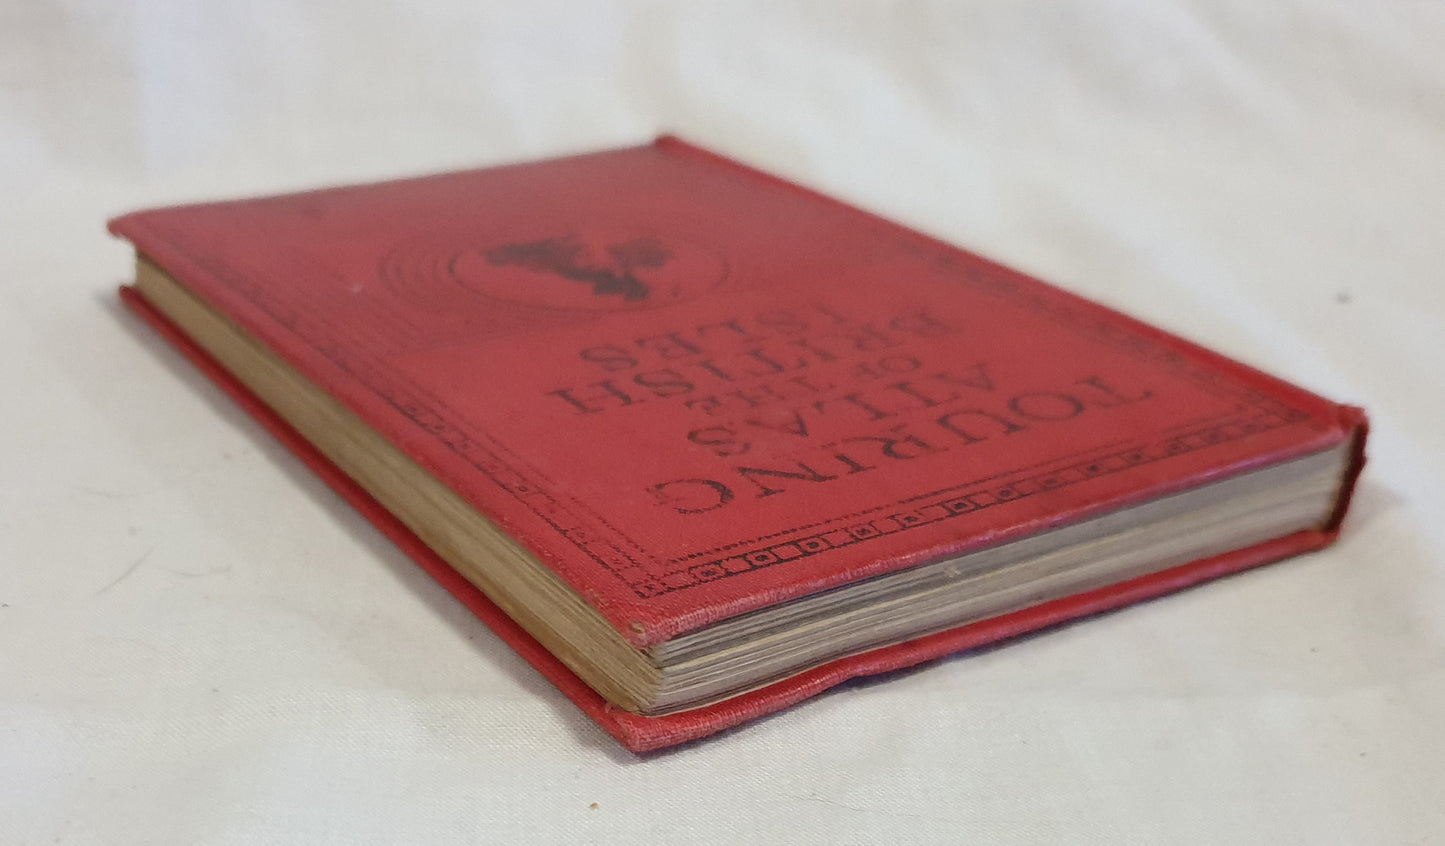 TOURING
ATLAS
OF THE
BRITISH
ISLES